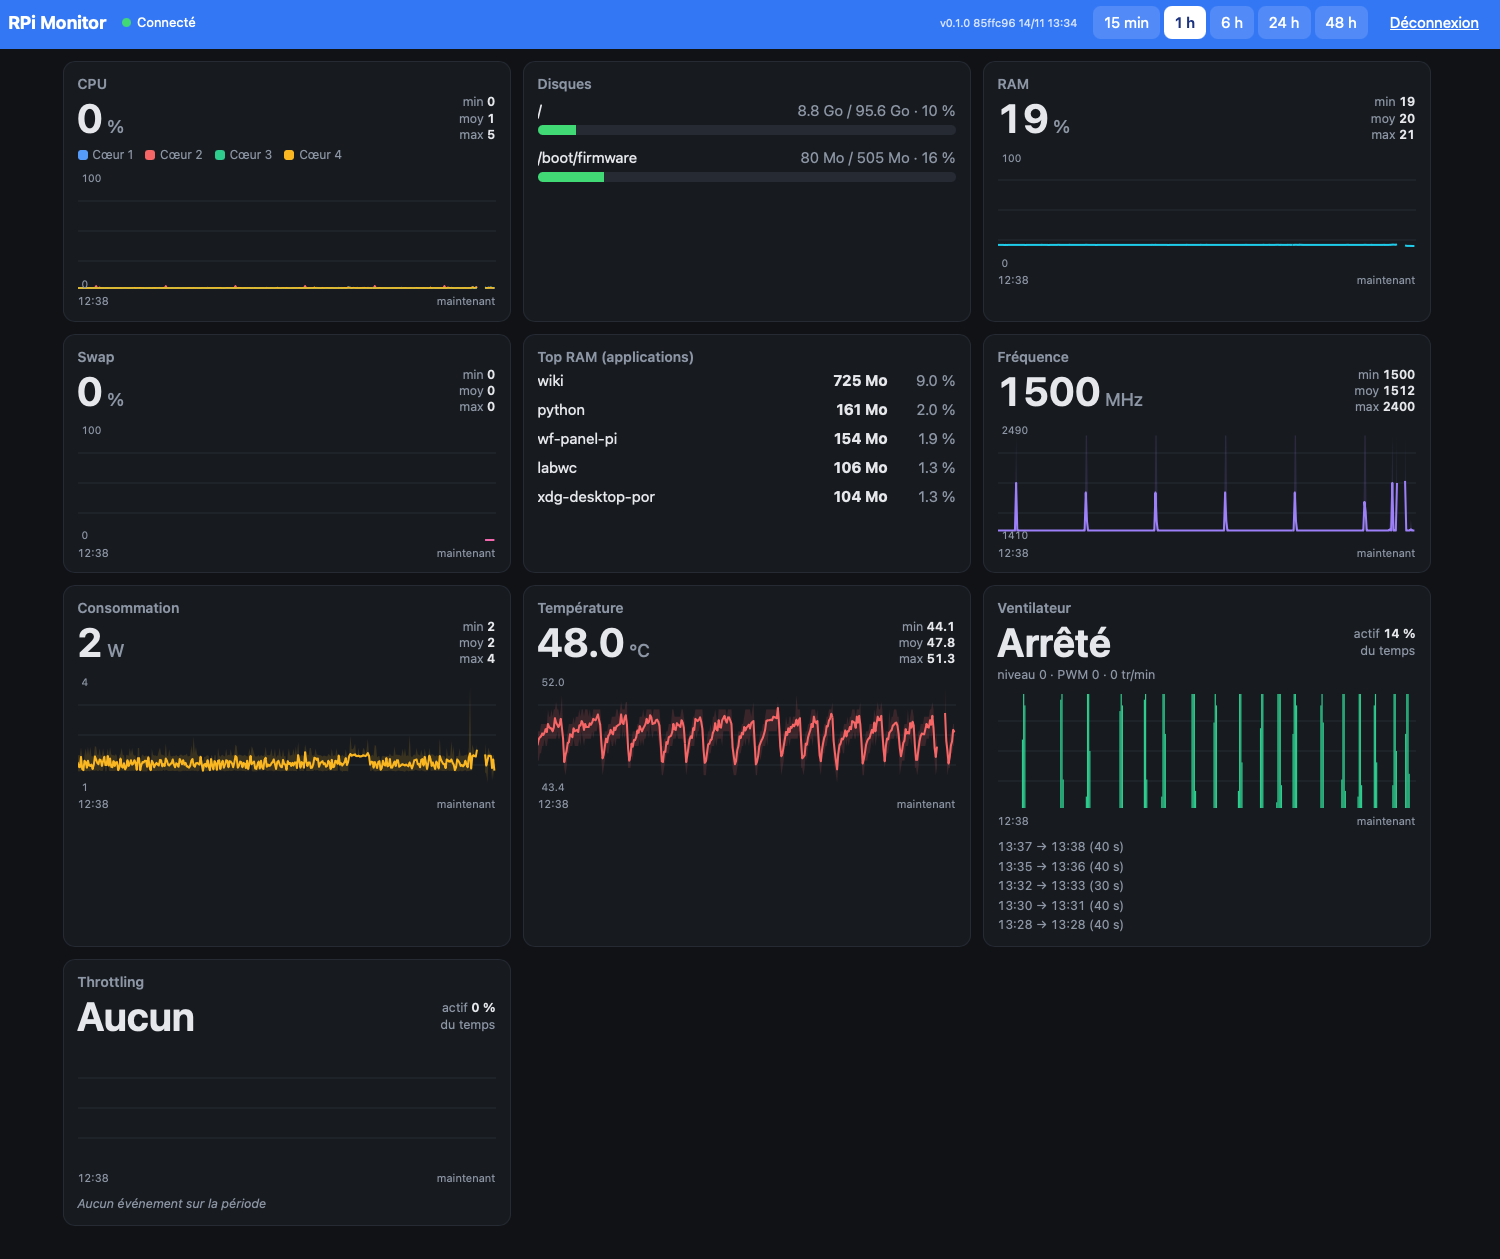 RPi Monitor
Connecté
v0.1.0 85ffc96 14/11 13:34
15 min
1 h
6 h
24 h
48 h
Déconnexion
CPU
0 %
min 0
moy 1
max 5
Cœur 1
Cœur 2
Cœur 3
Cœur 4
100
0
12:38
maintenant
Disques
/
8.8 Go / 95.6 Go · 10 %
/boot/firmware
80 Mo / 505 Mo · 16 %
RAM
19 %
min 19
moy 20
max 21
100
0
12:38
maintenant
Swap
0 %
min 0
moy 0
max 0
100
0
12:38
maintenant
Top RAM (applications)
wiki 725 Mo 9.0 %
python 161 Mo 2.0 %
wf-panel-pi 154 Mo 1.9 %
labwc 106 Mo 1.3 %
xdg-desktop-por 104 Mo 1.3 %
Fréquence
1500 MHz
min 1500
moy 1512
max 2400
2490
1410
12:38
maintenant
Consommation
2 W
min 2
moy 2
max 4
4
1
12:38
maintenant
Température
48.0 °C
min 44.1
moy 47.8
max 51.3
52.0
43.4
12:38
maintenant
Ventilateur
Arrêté
actif 14 %
du temps
niveau 0 · PWM 0 · 0 tr/min
12:38
maintenant
13:37 → 13:38 (40 s)
13:35 → 13:36 (40 s)
13:32 → 13:33 (30 s)
13:30 → 13:31 (40 s)
13:28 → 13:28 (40 s)
Throttling
Aucun
actif 0 %
du temps
12:38
maintenant
Aucun événement sur la période